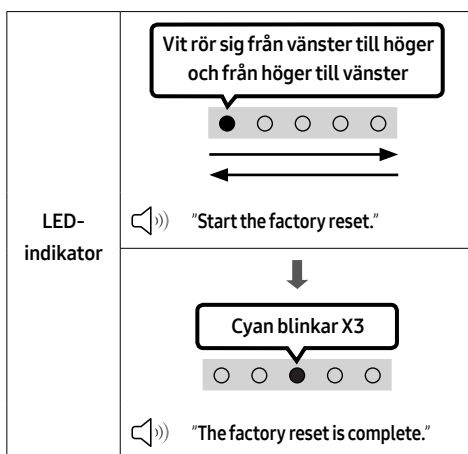 Vit rör sig från vänster till höger
och från höger till vänster
LED-
indikator
"Start the factory reset."
Cyan blinkar X3
"The factory reset is complete."